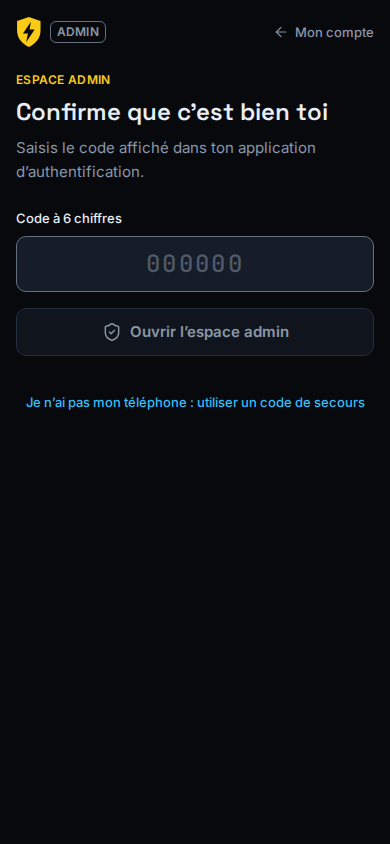 ADMIN
← Mon compte
ESPACE ADMIN
Confirme que c’est bien toi
Saisis le code affiché dans ton application
d’authentification.
Code à 6 chiffres
000000
Ouvrir l’espace admin
Je n’ai pas mon téléphone : utiliser un code de secours